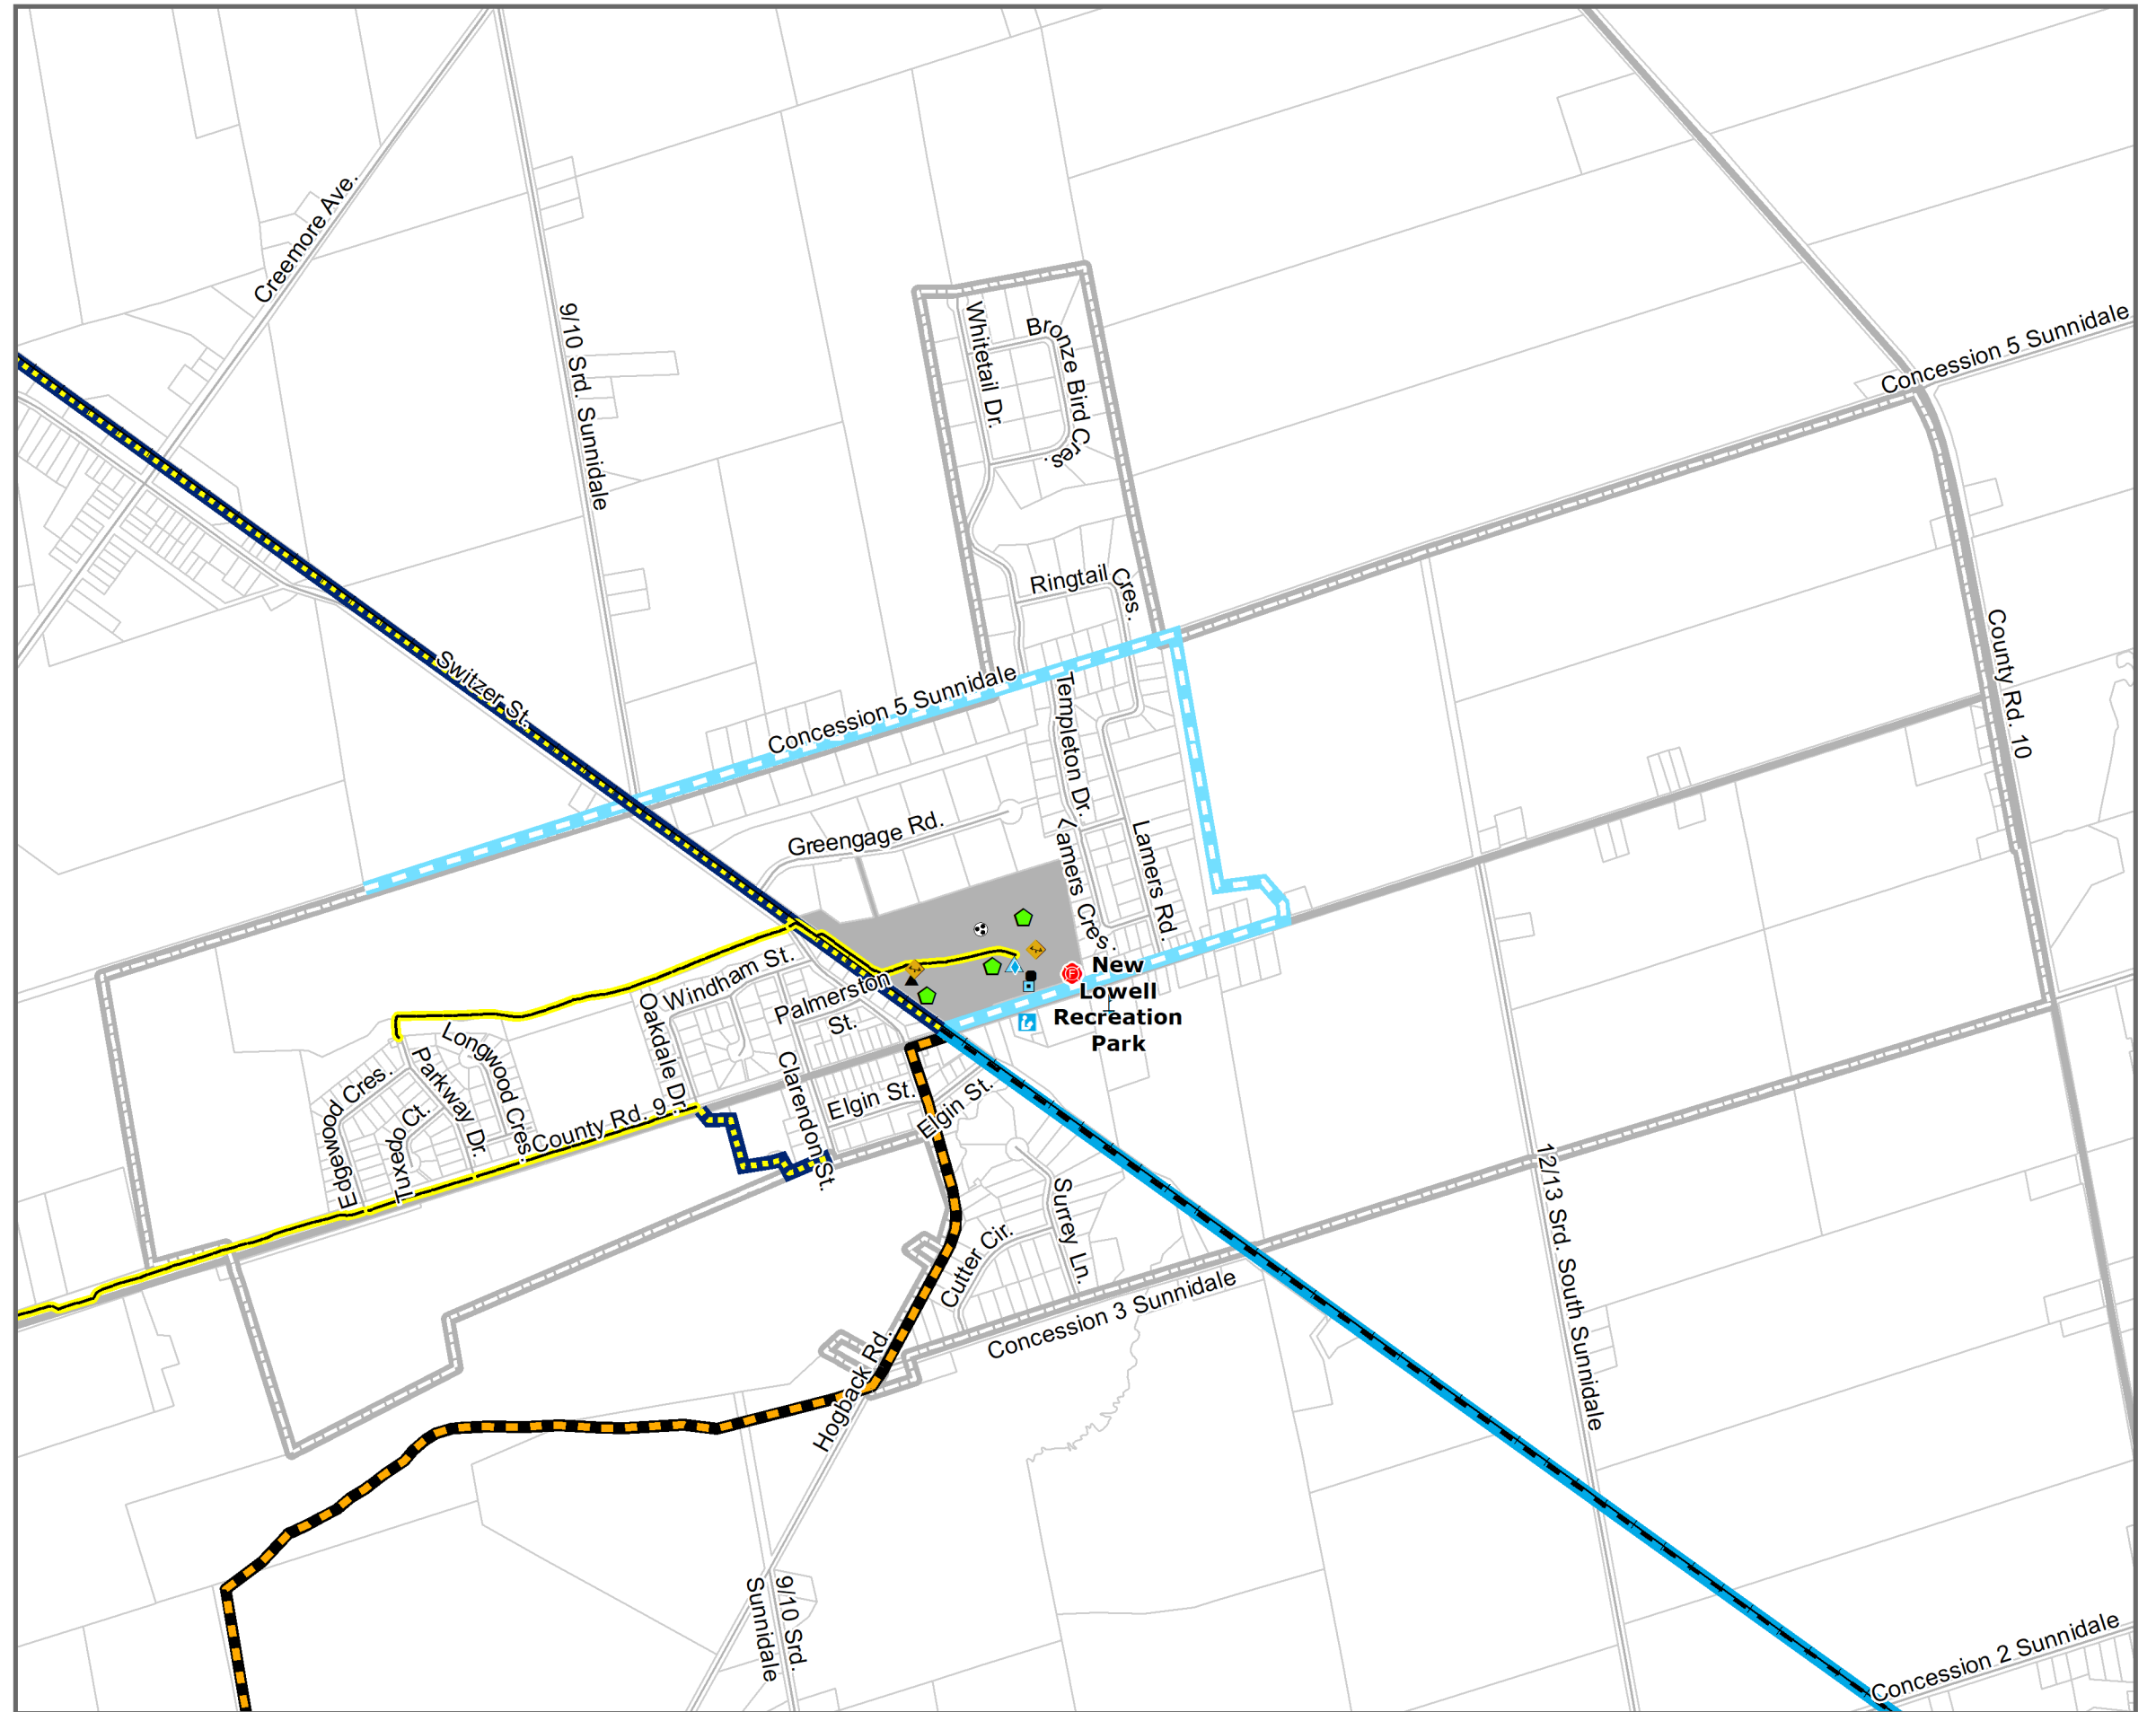 Creemore Ave.
9/10 Srd. Sunnidale
Whitetail Dr.
Bronze Bird Cres.
Concession 5 Sunnidale
Ringtail Cres.
County Rd. 10
Switzer St.
Concession 5 Sunnidale
Templeton Dr.
Greengage Rd.
Lamers Cres.
Lamers Rd.
Windham St.
Palmerston
St.
Oakdale Dr.
F
New
Lowell
Recreation
Park
Longwood Cres.
Parkway Dr.
Edgewood Cres.
Tuxedo Ct.
County Rd. 9
Clarendon St.
Elgin St.
Elgin St.
Surrey Ln.
Cutter Cir.
Concession 3 Sunnidale
12/13 Srd. South Sunnidale
Hogback Rd.
9/10 Srd.
Sunnidale
Concession 2 Sunnidale